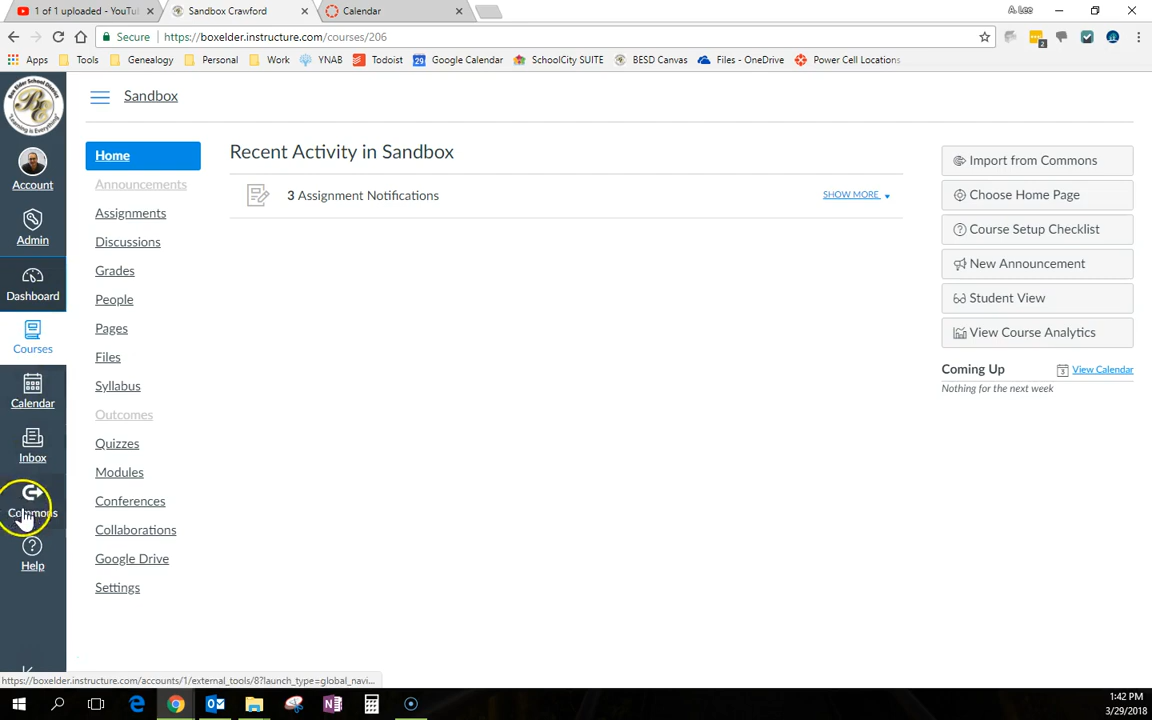 1 of 1 uploaded - YouTu
Sandbox Crawford
Calendar
A. Lee
Secure
https://boxelder.instructure.com/courses/206
2
Apps
Tools
Genealogy
Personal
Work
YNAB
Todoist
29
Google Calendar
SchoolCity SUITE
BESD Canvas
Files - OneDrive
Power Cell Locations
Sandbox
Account
Admin
Dashboard
Courses
Calendar
Inbox
Commons
Help
Home
Announcements
Assignments
Discussions
Grades
People
Pages
Files
Syllabus
Outcomes
Quizzes
Modules
Conferences
Collaborations
Google Drive
Settings
Recent Activity in Sandbox
3 Assignment Notifications
SHOW MORE
Import from Commons
Choose Home Page
Course Setup Checklist
New Announcement
Student View
View Course Analytics
Coming Up
View Calendar
Nothing for the next week
https://boxelder.instructure.com/accounts/1/external_tools/8?launch_type=global_navi...
1:42 PM
3/29/2018